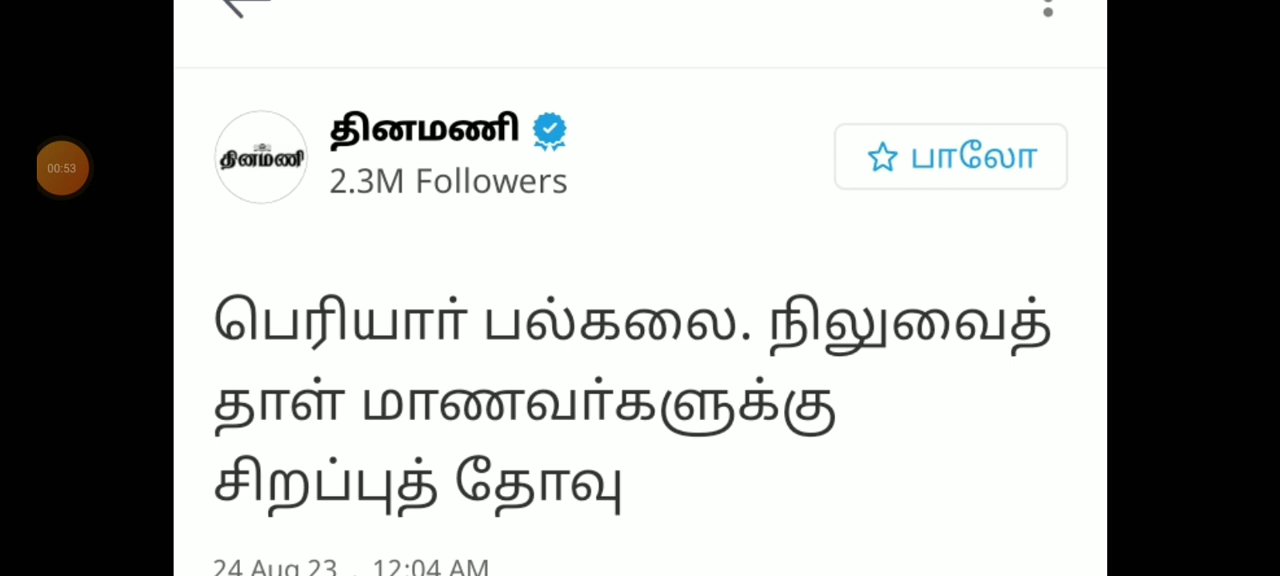 தினமணி
தினமணி
2.3M Followers
பாலோ
00:53
பெரியார் பல்கலை. நிலுவைத்
தாள் மாணவர்களுக்கு
சிறப்புத் தோவு
24 Aug 23 . 12:04 AM